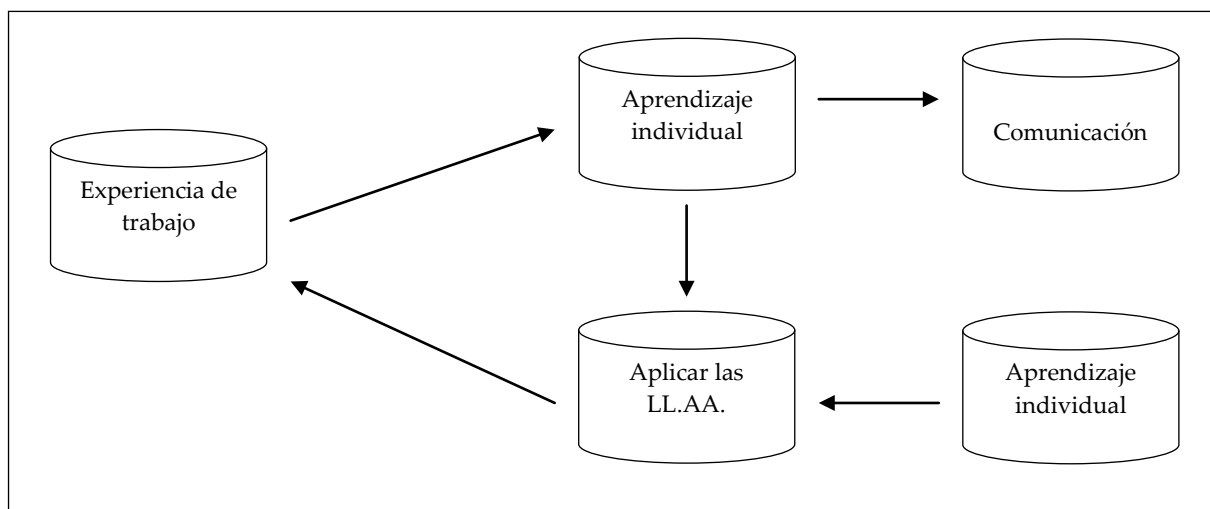 Aprendizaje
individual
Comunicación
Experiencia de
trabajo
Aplicar las
LL.AA.
Aprendizaje
individual